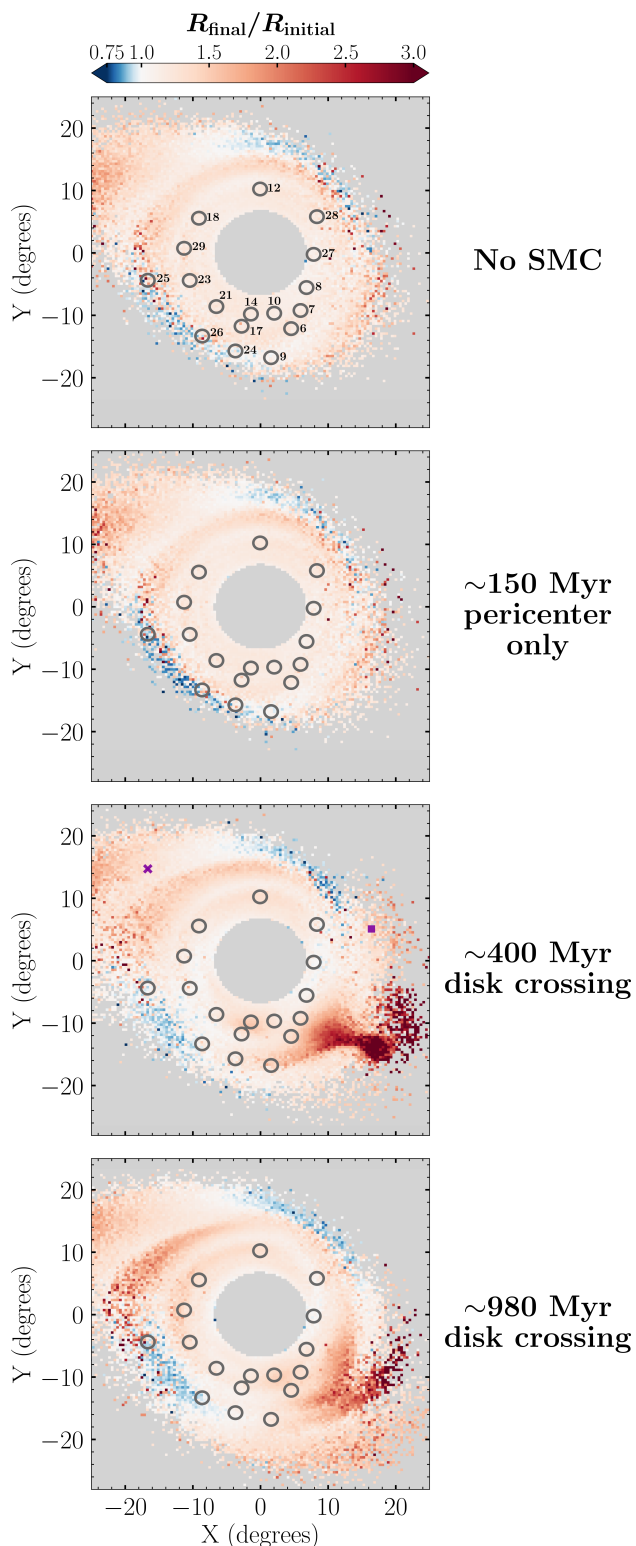 R_final/R_initial
0.75 1.0 1.5 2.0 2.5 3.0
20
10
0
−10
−20
Y (degrees)
12
18 28
29 27
25 23
8
21 14 10 7
26 17 6
24 9
No SMC
20
10
0
−10
−20
Y (degrees)
∼150 Myr
pericenter
only
20
10
0
−10
−20
Y (degrees)
∼400 Myr
disk crossing
20
10
0
−10
−20
Y (degrees)
∼980 Myr
disk crossing
−20 −10 0 10 20
X (degrees)